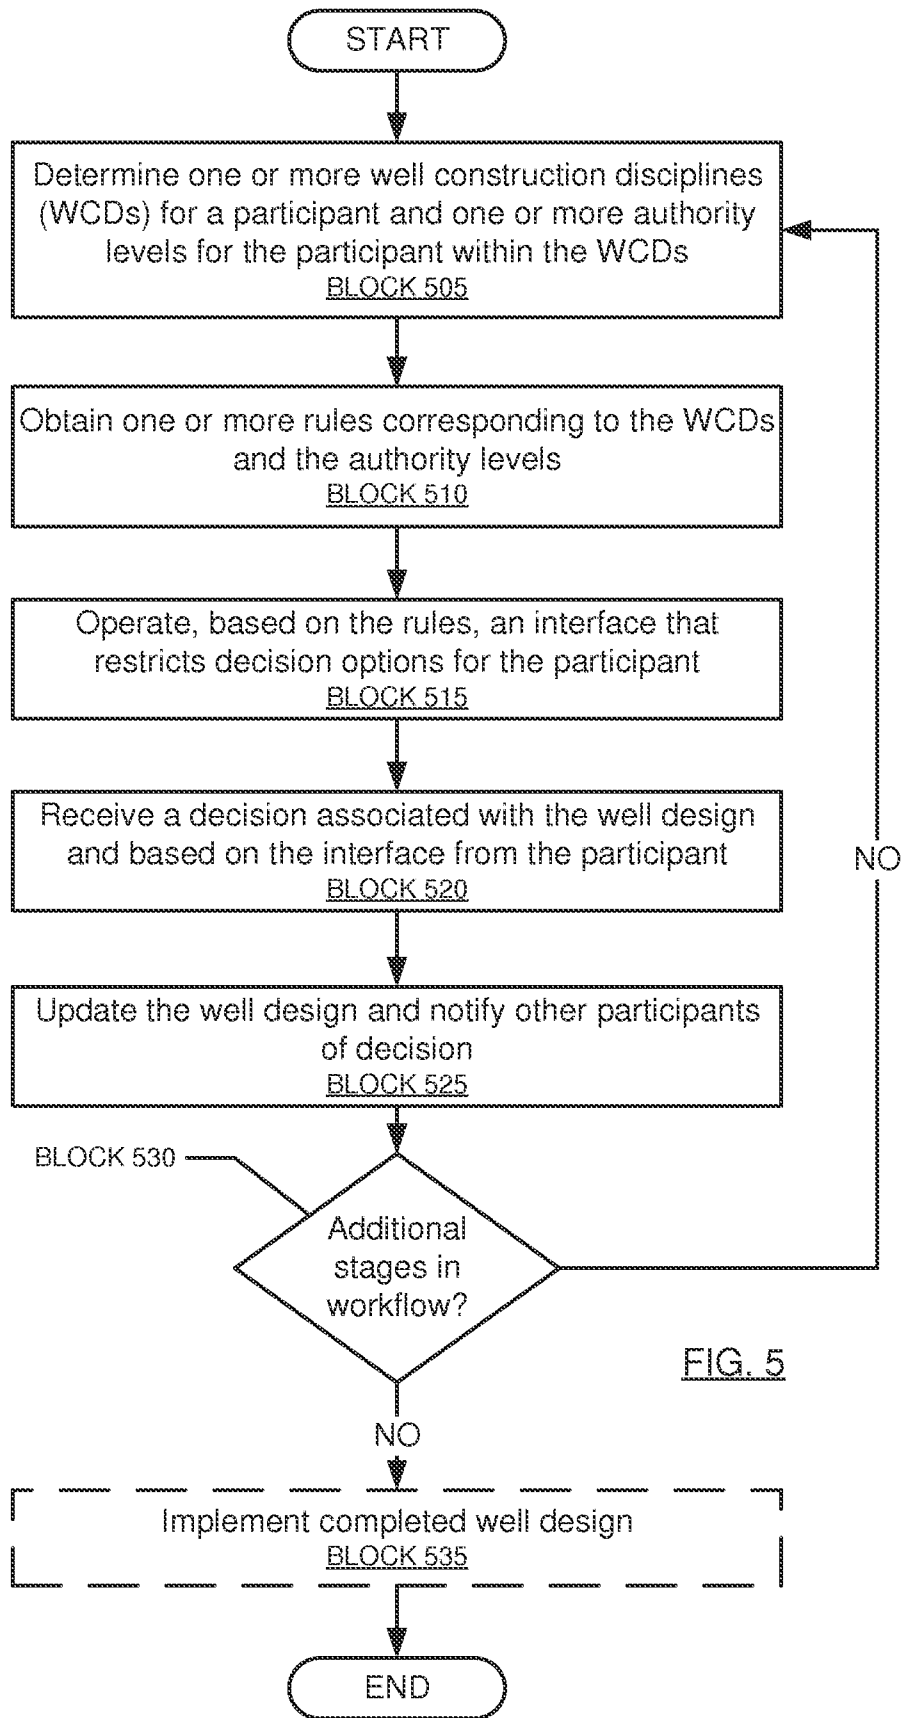 START
Determine one or more well construction disciplines
(WCDs) for a participant and one or more authority
levels for the participant within the WCDs
BLOCK 505
Obtain one or more rules corresponding to the WCDs
and the authority levels
BLOCK 510
Operate, based on the rules, an interface that
restricts decision options for the participant
BLOCK 515
Receive a decision associated with the well design
and based on the interface from the participant
BLOCK 520
NO
Update the well design and notify other participants
of decision
BLOCK 525
BLOCK 530
Additional
stages in
workflow?
FIG. 5
NO
Implement completed well design
BLOCK 535
END